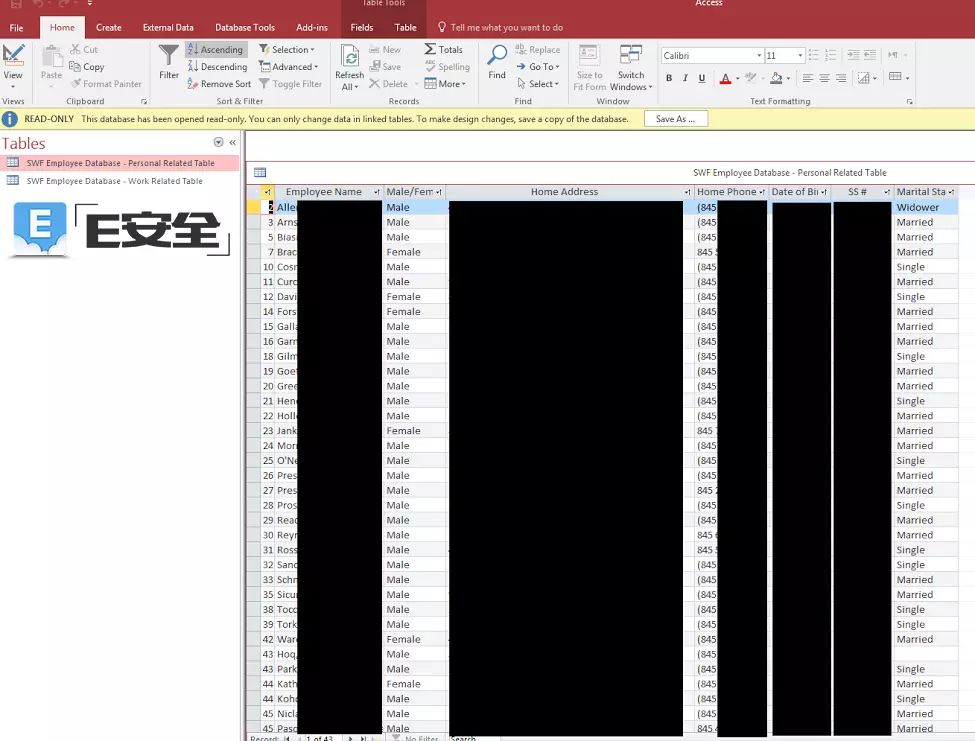 Table Tools
Access
File Home Create External Data Database Tools Add-ins Fields Table Tell me what you want to do
View
Views
Paste
Cut
Copy
Format Painter
Clipboard
Filter
Ascending
Descending
Remove Sort
Selection
Advanced
Toggle Filter
Sort & Filter
Refresh All
New
Save
Delete
Totals
Spelling
More
Records
Find
Replace
Go To
Select
Find
Size to Fit Form
Switch Windows
Window
Calibri 11
B I U A
Text Formatting
READ-ONLY This database has been opened read-only. You can only change data in linked tables. To make design changes, save a copy of the database. Save As ...
Tables
SWF Employee Database - Personal Related Table
SWF Employee Database - Work Related Table
E E安全
SWF Employee Database - Personal Related Table
Employee Name Male/Fem Home Address Home Phone Date of Bi SS # Marital Sta
2 Alle Male (845 Widower
3 Arns Male (845 Married
5 Bias Male (845 Married
7 Brac Female 845 Married
10 Cosn Male (845 Single
11 Curc Male (845 Married
12 Davi Female (845 Single
14 Fors Female (845 Married
15 Galla Male (845 Married
16 Garn Male (845 Married
18 Gilm Male (845 Single
19 Goet Male (845 Married
20 Gree Male (845 Married
21 Hene Male (845 Single
22 Holl Male (845 Married
23 Jank Female 845 Married
24 Morr Male (845 Married
25 O'Ne Male (845 Single
26 Pres Male (845 Married
27 Pres Male 845 Married
28 Pros Male (845 Single
29 Read Male (845 Married
30 Reyn Male 845 Married
31 Ross Male 845 Single
32 Sand Male (845 Single
33 Schn Male (845 Married
35 Sicu Male (845 Married
38 Toco Male (845 Single
39 Tork Male (845 Single
42 Ware Female (845 Married
43 Hoq, Male (845
43 Park Male (845 Single
44 Kath Female (845 Married
44 Koho Male (845 Single
45 Nicla Male (845 Married
45 Paso Male 845 Married
Record: 1 of 43 No Filter Search